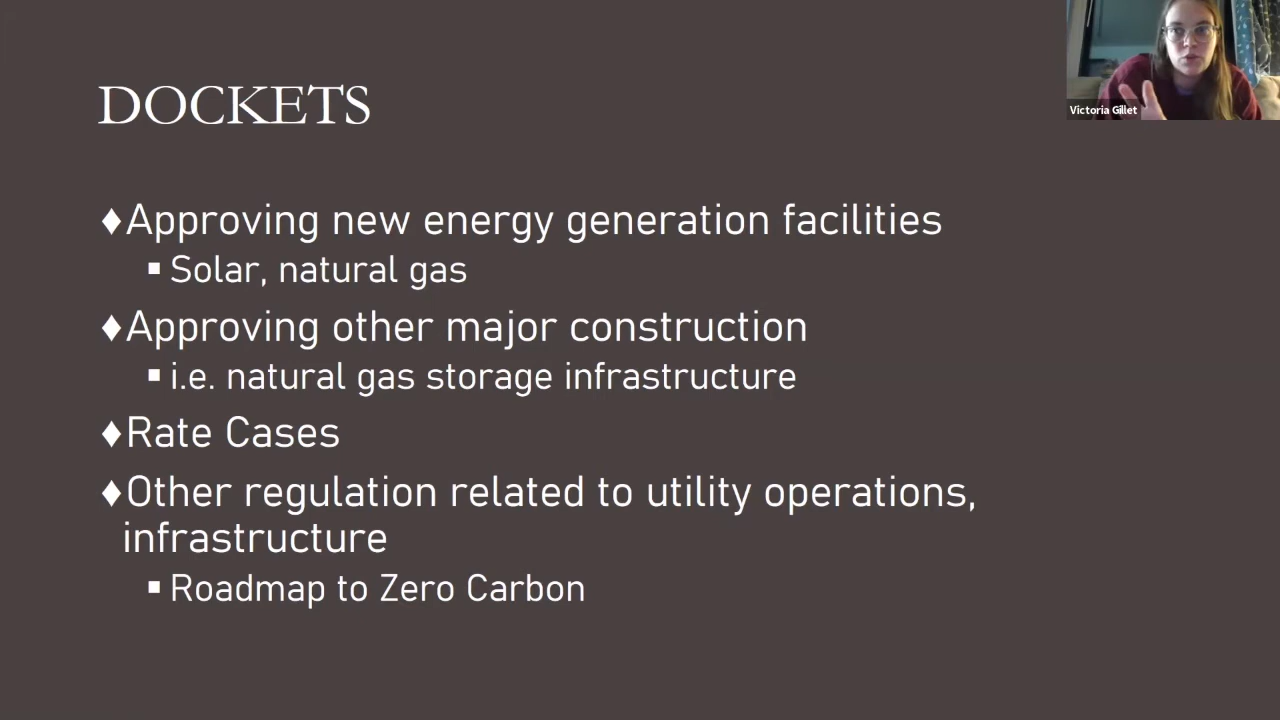 DOCKETS
Victoria Gillet
♦Approving new energy generation facilities
▪ Solar, natural gas
♦Approving other major construction
▪ i.e. natural gas storage infrastructure
♦Rate Cases
♦Other regulation related to utility operations,
infrastructure
▪ Roadmap to Zero Carbon